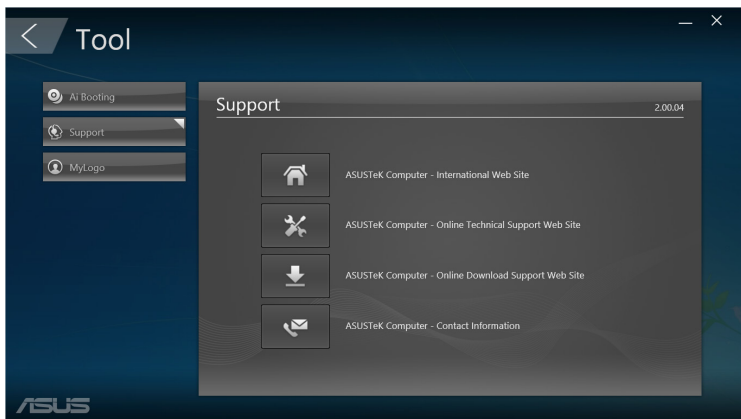 Tool
Ai Booting
Support
MyLogo
Support
2.00.04
ASUSTeK Computer - International Web Site
ASUSTeK Computer - Online Technical Support Web Site
ASUSTeK Computer - Online Download Support Web Site
ASUSTeK Computer - Contact Information
ASUS